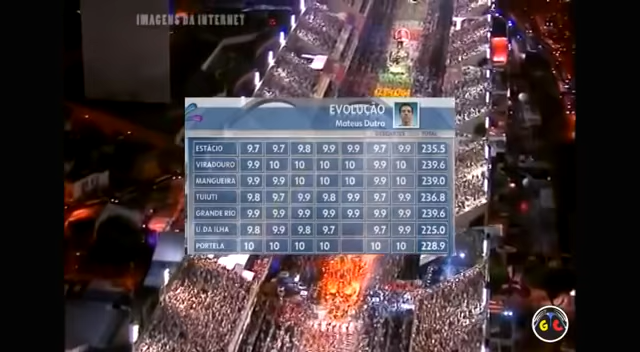 IMAGENS DA INTERNET
EVOLUÇÃO
Mateus Dutra
TOTAL
ESTÁCIO 9.7 9.7 9.8 9.9 9.9 9.7 9.9 235.5
VIRADOURO 9.9 10 10 10 10 9.9 10 239.6
MANGUEIRA 9.9 9.9 10 10 10 9.9 10 239.0
TUIUTI 9.8 9.7 9.9 9.8 9.9 9.7 9.9 236.8
GRANDE RIO 9.9 9.9 9.9 9.9 9.9 9.9 9.9 239.6
U.DA ILHA 9.8 9.9 9.8 9.7 9.7 9.9 225.0
PORTELA 10 10 10 10 10 10 228.9
G C